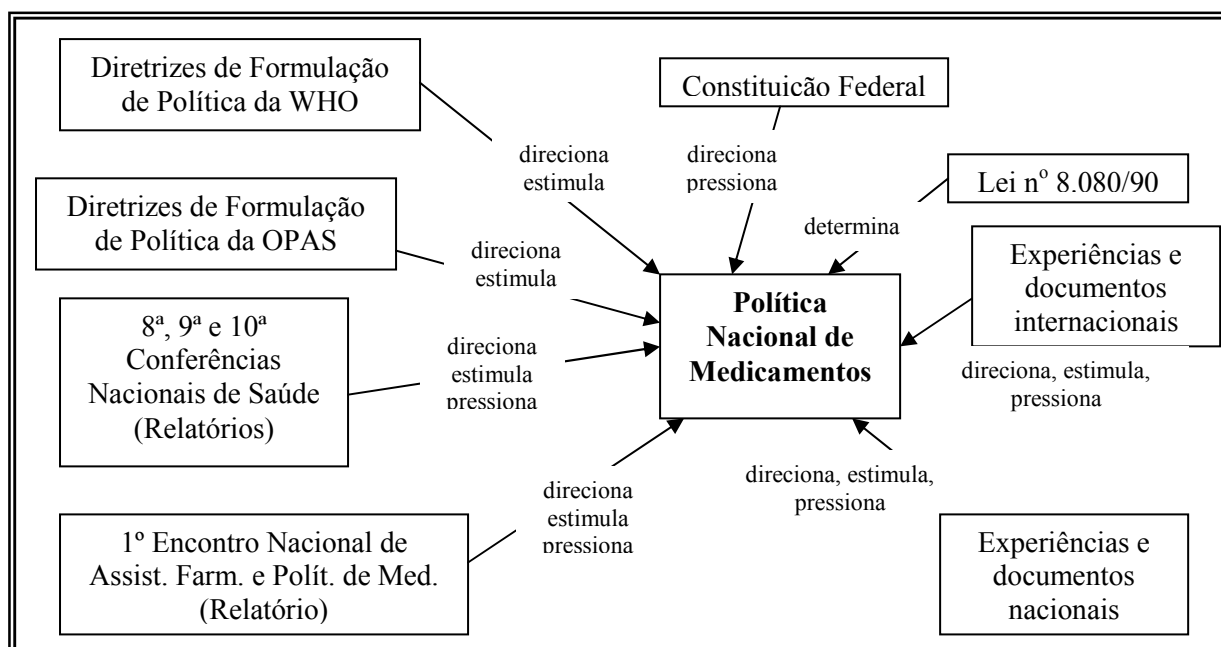 Diretrizes de Formulação
de Política da WHO
Constituicão Federal
direciona
estimula
direciona
pressiona
Lei nº 8.080/90
Diretrizes de Formulação
de Política da OPAS
direciona
estimula
determina
Experiências e
documentos
internacionais
direciona, estimula,
pressiona
8ª, 9ª e 10ª
Conferências
Nacionais de Saúde
(Relatórios)
direciona
estimula
pressiona
Política
Nacional de
Medicamentos
direciona, estimula,
pressiona
1º Encontro Nacional de
Assist. Farm. e Polít. de Med.
(Relatório)
direciona
estimula
pressiona
Experiências e
documentos
nacionais